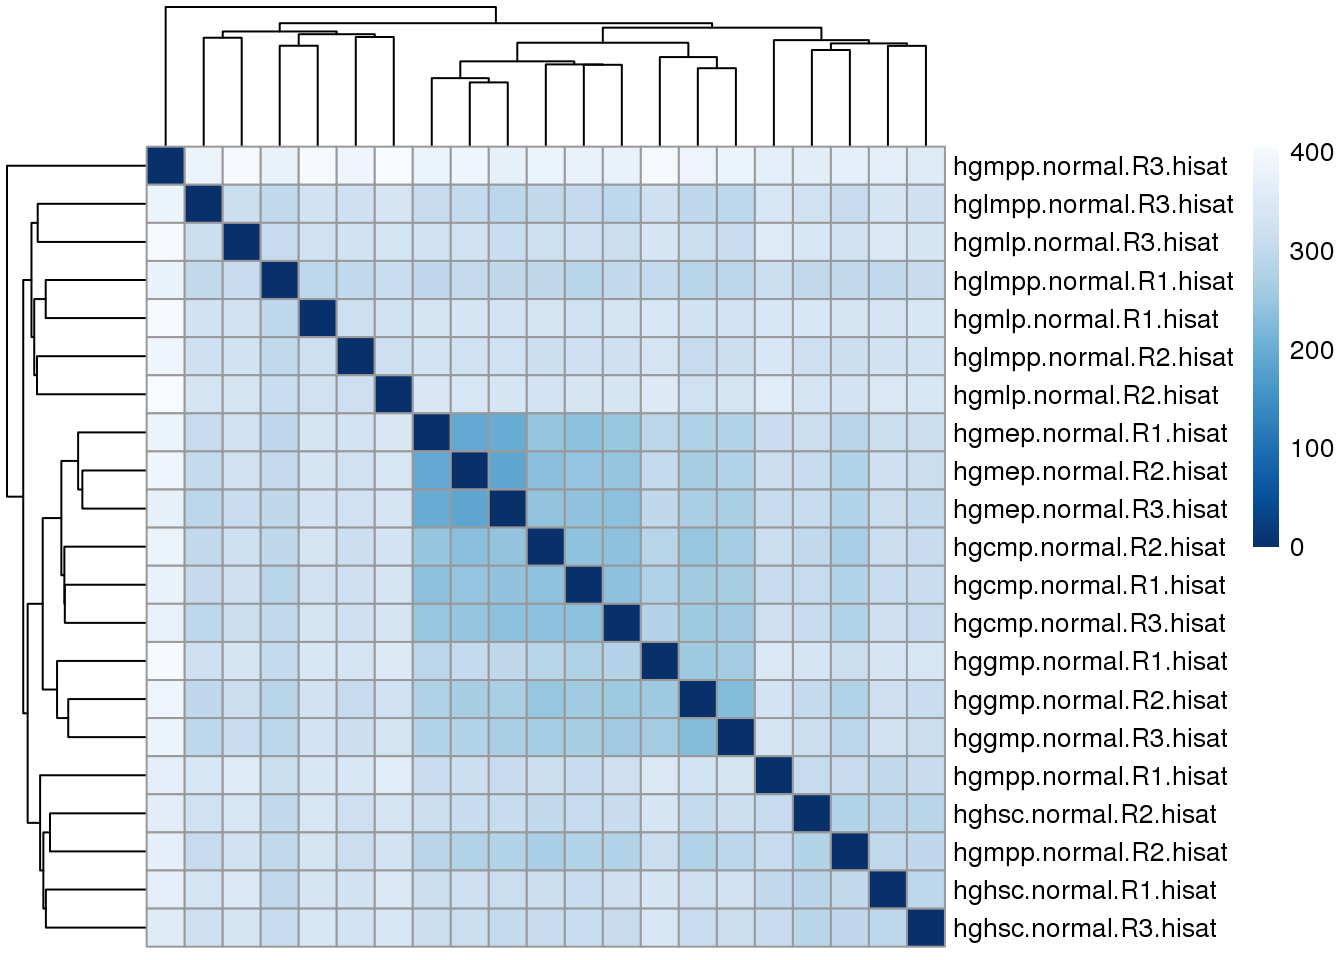 hgmpp.normal.R3.hisat
hglmpp.normal.R3.hisat
hgmlp.normal.R3.hisat
hglmpp.normal.R1.hisat
hgmlp.normal.R1.hisat
hglmpp.normal.R2.hisat
hgmlp.normal.R2.hisat
hgmep.normal.R1.hisat
hgmep.normal.R2.hisat
hgmep.normal.R3.hisat
hgcmp.normal.R2.hisat
hgcmp.normal.R1.hisat
hgcmp.normal.R3.hisat
hggmp.normal.R1.hisat
hggmp.normal.R2.hisat
hggmp.normal.R3.hisat
hgmpp.normal.R1.hisat
hghsc.normal.R2.hisat
hgmpp.normal.R2.hisat
hghsc.normal.R1.hisat
hghsc.normal.R3.hisat
400
300
200
100
0